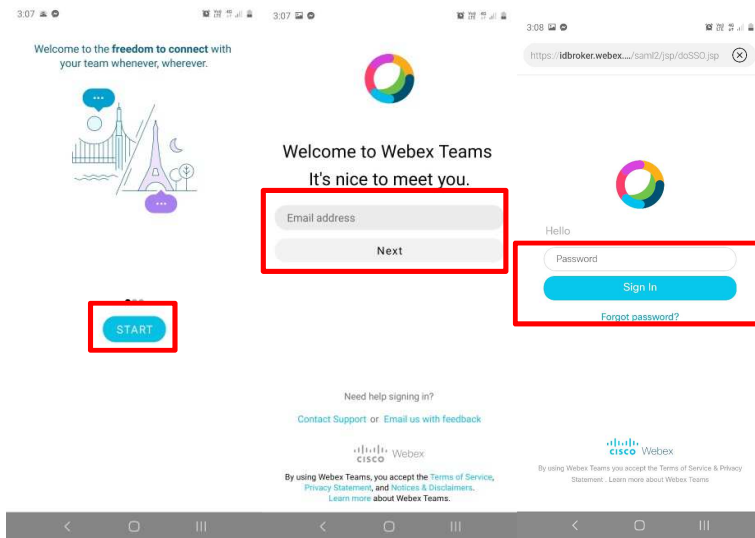 3:07
Welcome to the freedom to connect with
your team whenever, wherever.
START
3:07
Welcome to Webex Teams
It's nice to meet you.
Email address
Next
Need help signing in?
Contact Support or Email us with feedback
CISCO Webex
By using Webex Teams, you accept the Terms of Service,
Privacy Statement, and Notices & Disclaimers.
Learn more about Webex Teams.
3:08
https://idbroker.webex..../saml2/jsp/doSSO.jsp
Hello
Password
Sign In
Forgot password?
CISCO Webex
By using Webex Teams you accept the Terms of Service & Privacy
Statement . Learn more about Webex Teams